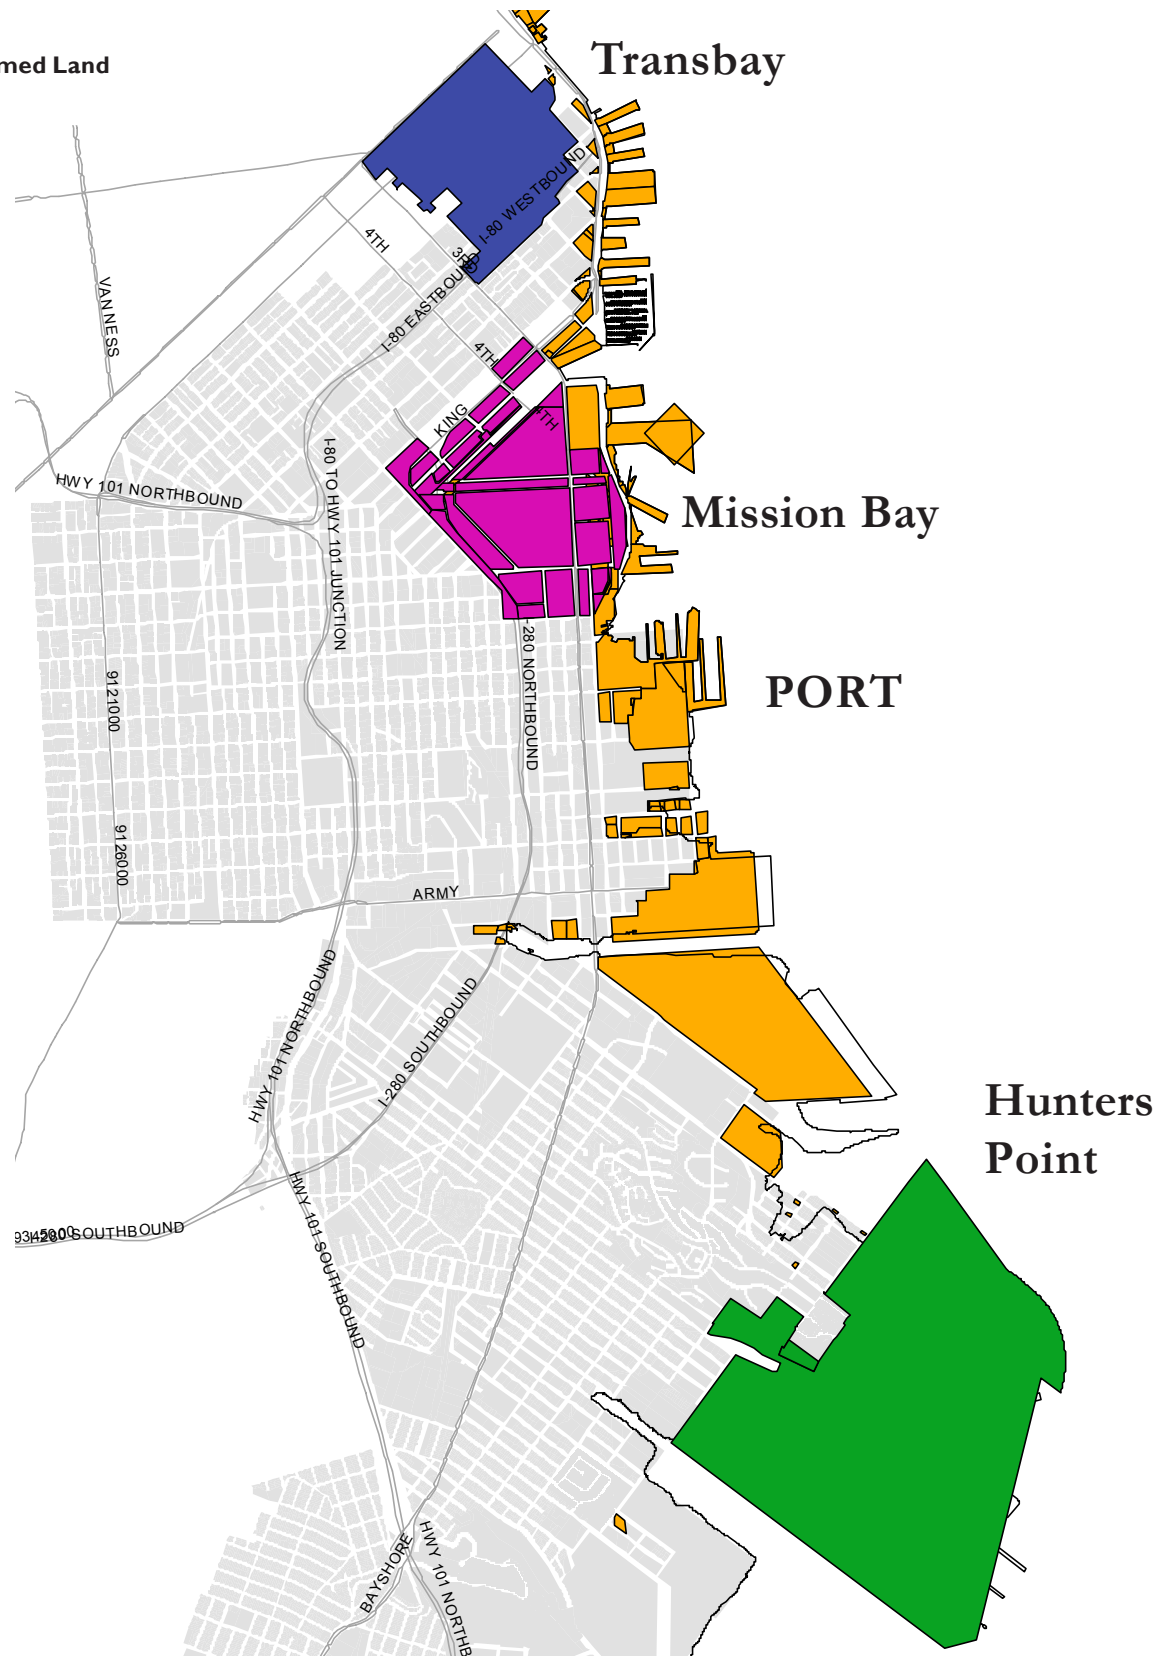 Transbay
med Land
I-80 WESTBOUND
4TH
3RD
VANNESS
I-80 EASTBOUND
4TH
KING
4TH
HWY 101 NORTHBOUND
I-80 TO HWY 101 JUNCTION
Mission Bay
-280 NORTHBOUND
PORT
9121000
9126000
ARMY
HWY 101 NORTHBOUND
I-280 SOUTHBOUND
Hunters
Point
HWY 101 SOUTHBOUND
I-280 SOUTHBOUND
BAYSHORE
HWY 101 NORTHB